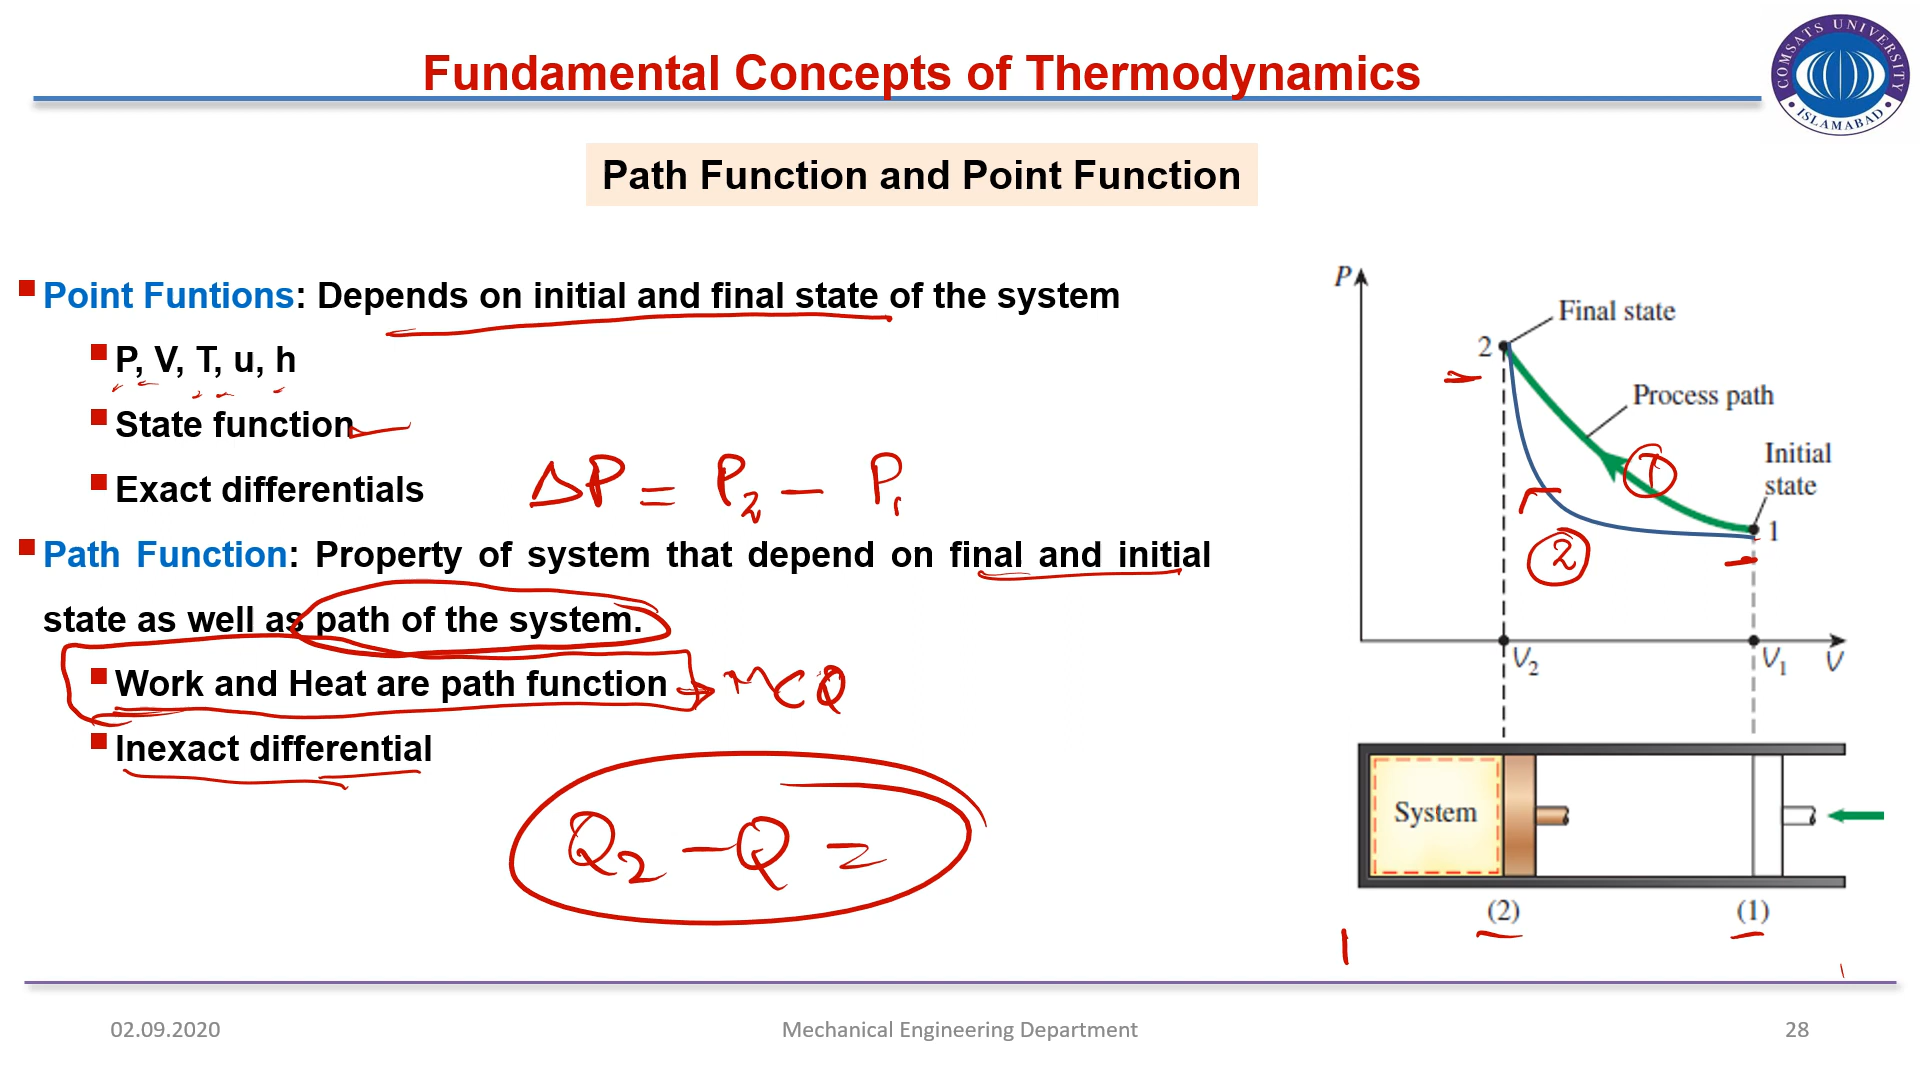 Fundamental Concepts of Thermodynamics
COMSATS UNIVERSITY
ISLAMABAD
Path Function and Point Function
Point Funtions: Depends on initial and final state of the system
P, V, T, u, h
State function
Exact differentials
ΔP = P2 − P1
Path Function: Property of system that depend on final and initial
state as well as path of the system.
Work and Heat are path function → MCQ
Inexact differential
Q2 − Q =
P
Final state
2
Process path
1
Initial
state
1
2
V2
V1
V
System
(2)
(1)
02.09.2020
Mechanical Engineering Department
28